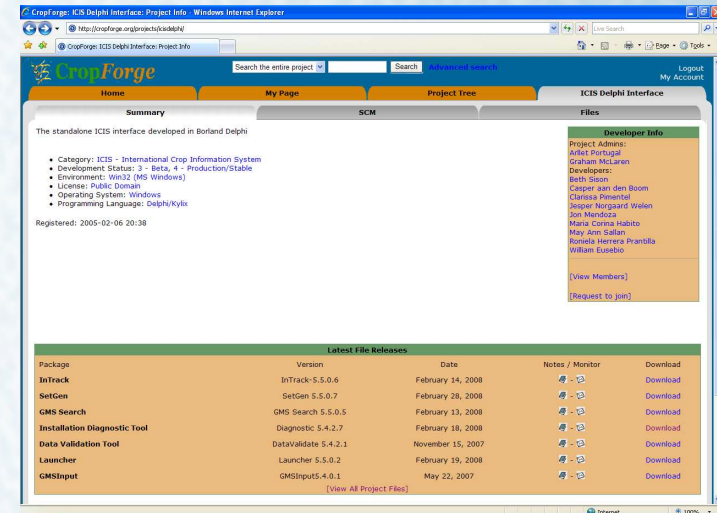 CropForge: ICIS Delphi Interface: Project Info - Windows Internet Explorer
http://cropforge.org/projects/icisdelphi/
Live Search
CropForge: ICIS Delphi Interface: Project Info
Page Tools
CropForge
Search the entire project Search Advanced search
Logout
My Account
Home My Page Project Tree ICIS Delphi Interface
Summary SCM Files
The standalone ICIS interface developed in Borland Delphi
Category: ICIS - International Crop Information System
Development Status: 3 - Beta, 4 - Production/Stable
Environment: Win32 (MS Windows)
License: Public Domain
Operating System: Windows
Programming Language: Delphi/Kylix
Registered: 2005-02-06 20:38
Developer Info
Project Admins:
Arllet Portugal
Graham McLaren
Developers:
Beth Sison
Casper aan den Boom
Clarissa Pimentel
Jesper Norgaard Welen
Jon Mendoza
Maria Corina Habito
May Ann Sallan
Roniela Herrera Prantilla
William Eusebio
[View Members]
[Request to join]
Latest File Releases
Package Version Date Notes / Monitor Download
InTrack InTrack-5.5.0.6 February 14, 2008 - Download
SetGen SetGen 5.5.0.7 February 28, 2008 - Download
GMS Search GMS Search 5.5.0.5 February 13, 2008 - Download
Installation Diagnostic Tool Diagnostic 5.4.2.7 February 18, 2008 - Download
Data Validation Tool DataValidate 5.4.2.1 November 15, 2007 - Download
Launcher Launcher 5.5.0.2 February 19, 2008 - Download
GMSInput GMSInput5.4.0.1 May 22, 2007 - Download
[View All Project Files]
Internet 100%